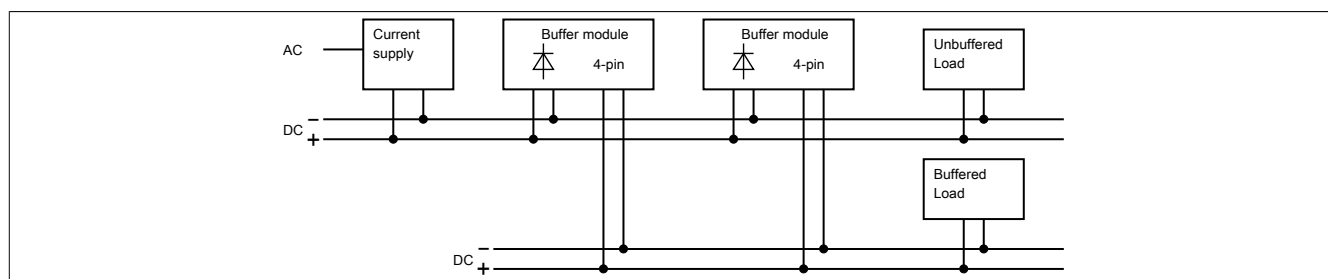 AC
Current
supply
Buffer module
4-pin
Buffer module
4-pin
Unbuffered
Load
DC
−
+
Buffered
Load
DC
−
+